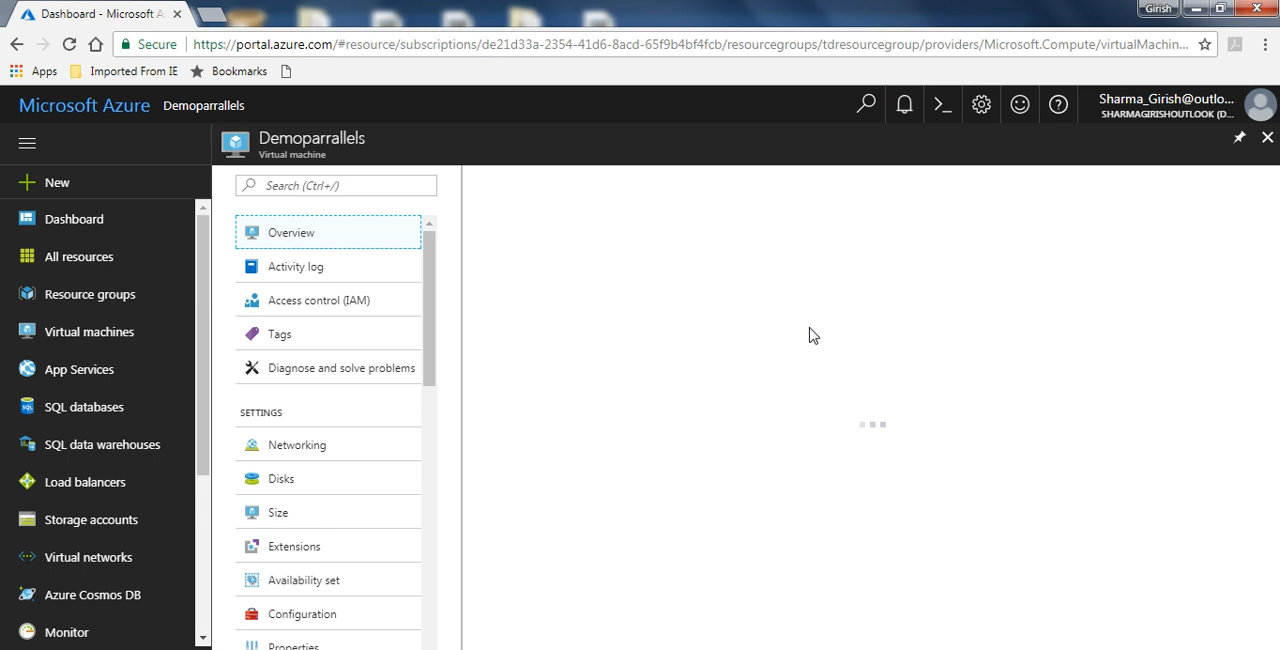 Dashboard - Microsoft A
Girish
Secure
https://portal.azure.com/#resource/subscriptions/de21d33a-2354-41d6-8acd-65f9b4bf4fcb/resourcegroups/tdresourcegroup/providers/Microsoft.Compute/virtualMachin...
Apps
Imported From IE
Bookmarks
Microsoft Azure
Demoparrallels
Sharma_Girish@outlo...
SHARMAGIRISHOUTLOOK (D...
Demoparrallels
Virtual machine
New
Dashboard
All resources
Resource groups
Virtual machines
App Services
SQL databases
SQL data warehouses
Load balancers
Storage accounts
Virtual networks
Azure Cosmos DB
Monitor
Search (Ctrl+/)
Overview
Activity log
Access control (IAM)
Tags
Diagnose and solve problems
SETTINGS
Networking
Disks
Size
Extensions
Availability set
Configuration
Properties